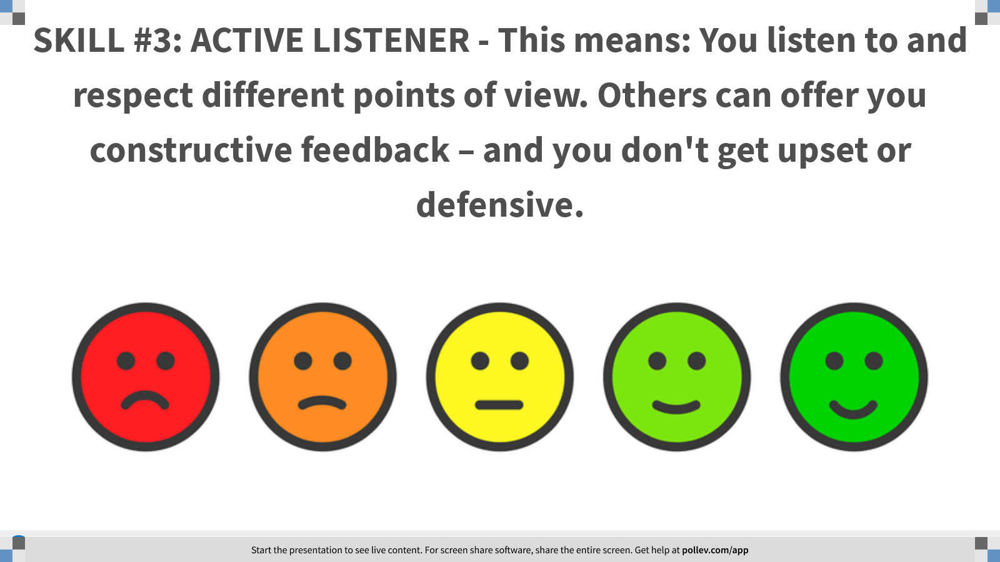 SKILL #3: ACTIVE LISTENER - This means: You listen to and
respect different points of view. Others can offer you
constructive feedback – and you don't get upset or
defensive.
Start the presentation to see live content. For screen share software, share the entire screen. Get help at pollev.com/app